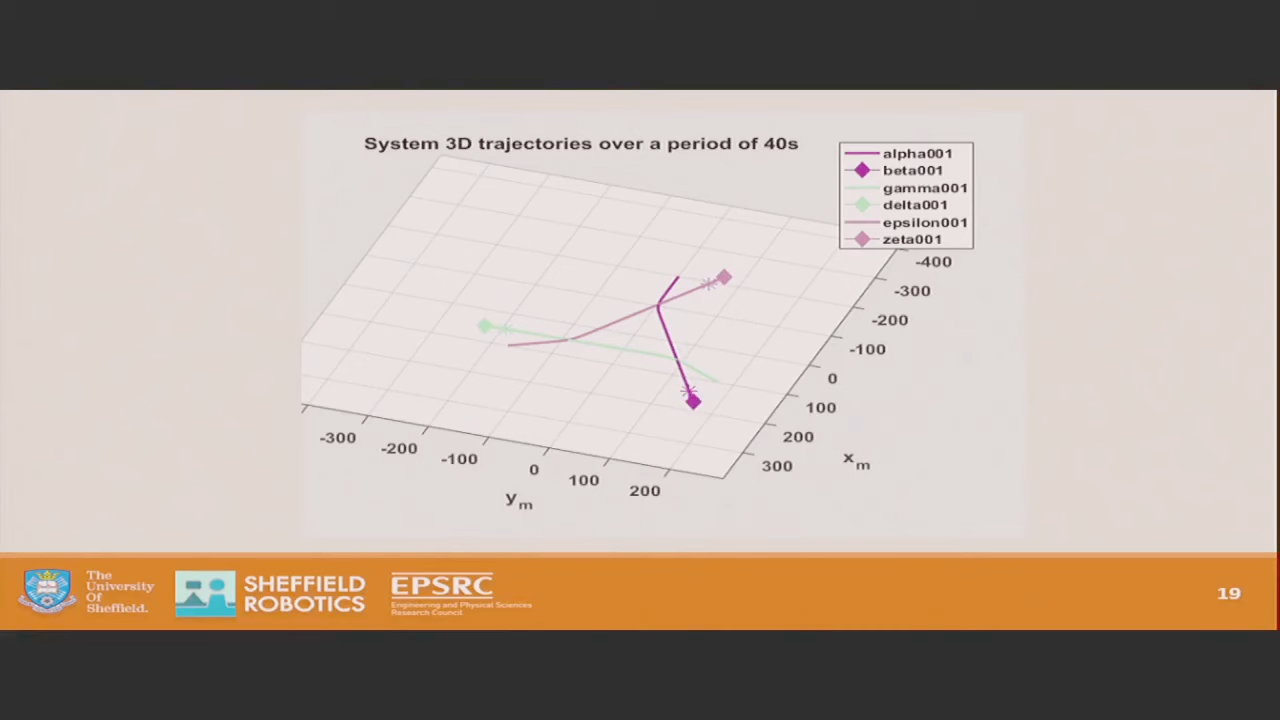 System 3D trajectories over a period of 40s
alpha001
beta001
gamma001
delta001
epsilon001
zeta001
-400
-300
-200
-100
0
100
200
300
x m
-300
-200
-100
0
100
200
y m
The
University
Of
Sheffield.
SHEFFIELD
ROBOTICS
EPSRC
Engineering and Physical Sciences
Research Council
19